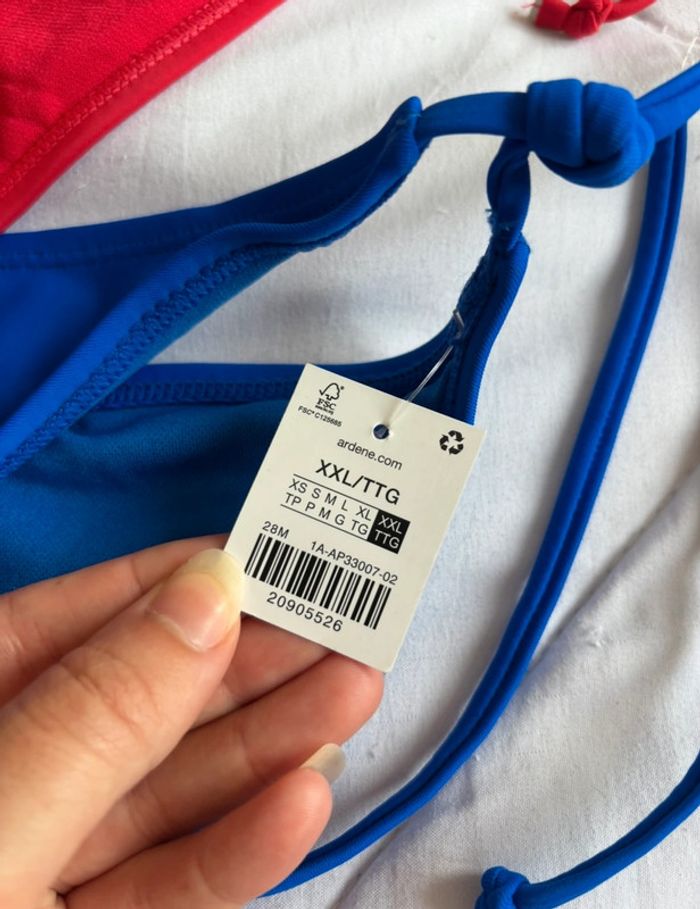 FSC
FSC® C125685
ardene.com
XXL/TTG
XS S M L XL XXL
TP P M G TG TTG
28M 1A-AP33007-02
20905526